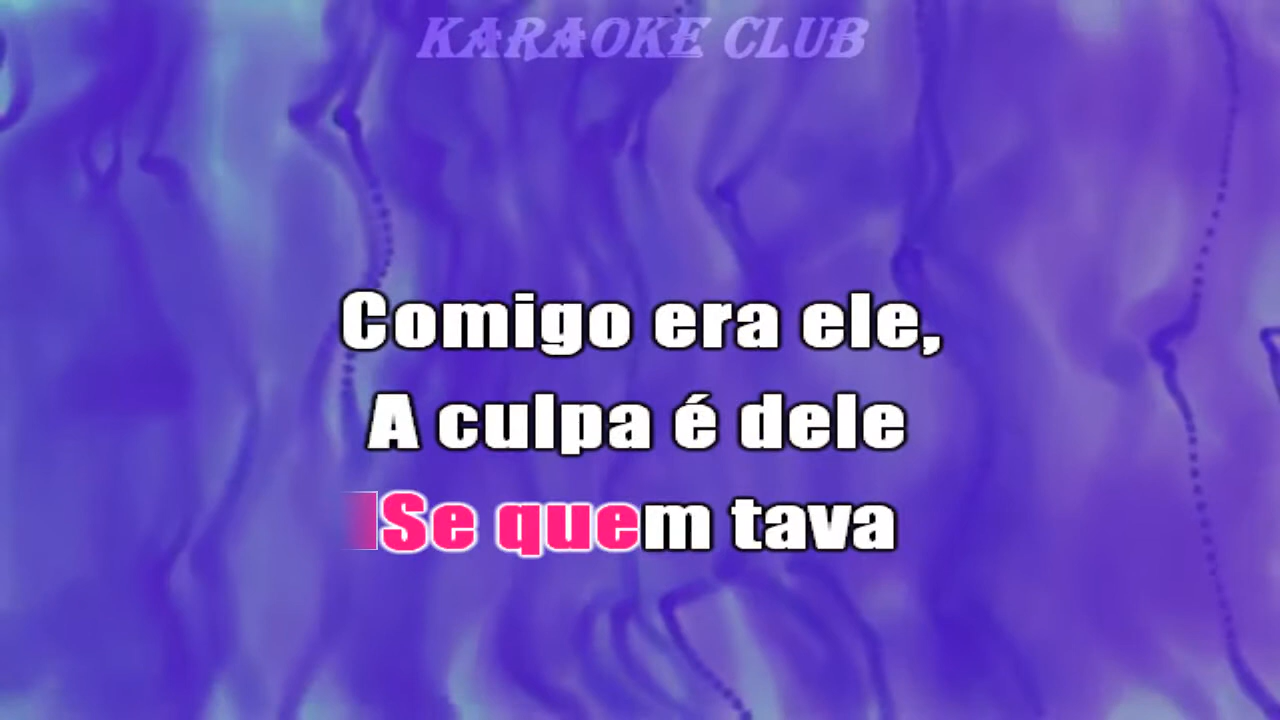 KARAOKE CLUB
Comigo era ele,
A culpa é dele
Se quem tava